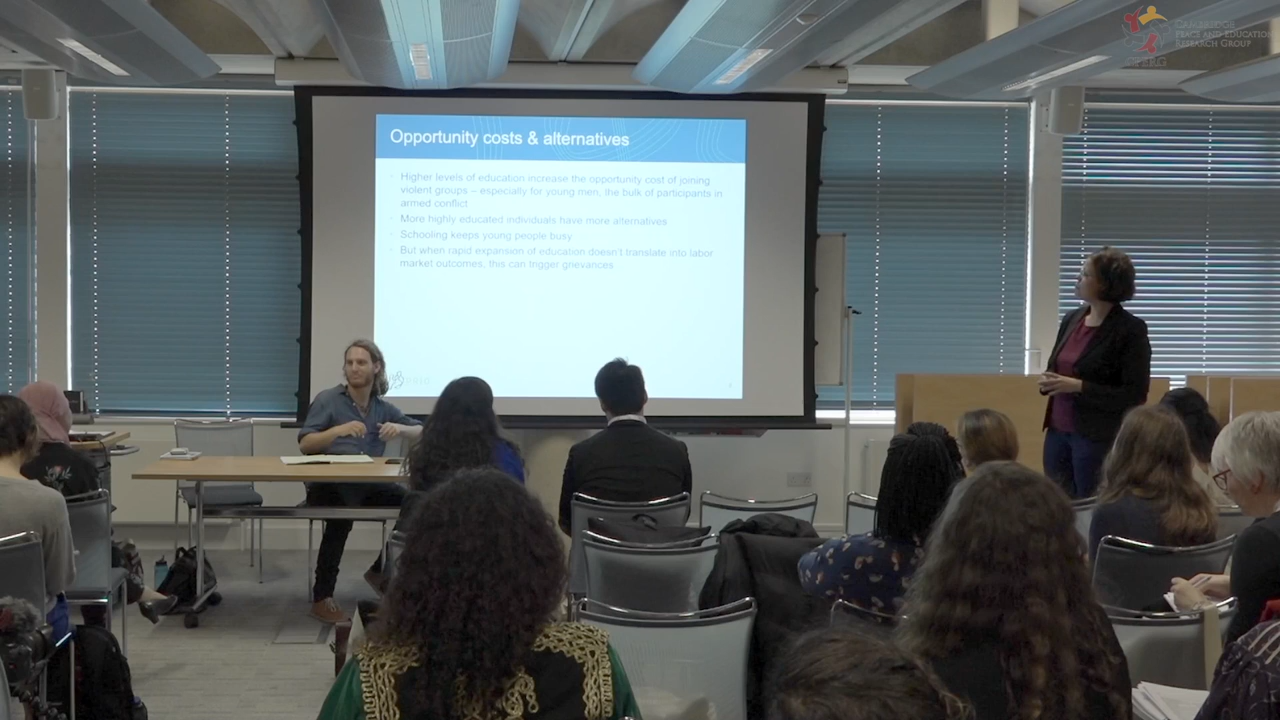 CAMBRIDGE
PEACE AND EDUCATION
RESEARCH GROUP
CPERG
Opportunity costs & alternatives
Higher levels of education increase the opportunity cost of joining
violent groups – especially for young men, the bulk of participants in
armed conflict
More highly educated individuals have more alternatives
Schooling keeps young people busy
But when rapid expansion of education doesn't translate into labor
market outcomes, this can trigger grievances
PRIO